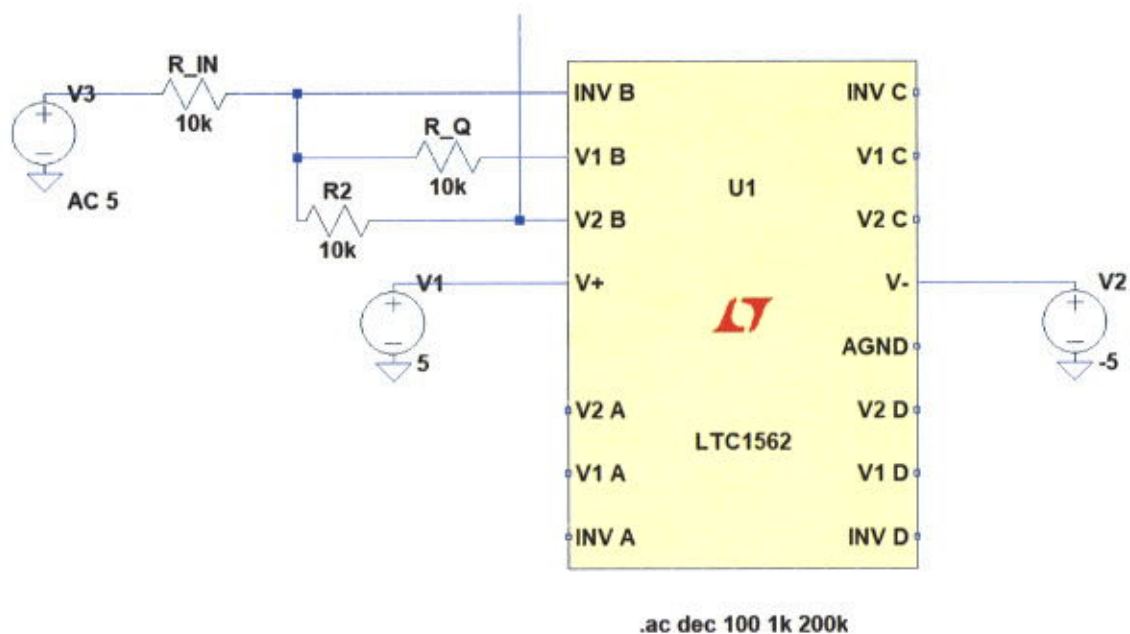 R_IN
V3
10k
AC 5
R_Q
10k
R2
10k
V1
5
INV B
V1 B
V2 B
V+
V2 A
V1 A
INV A
U1
LTC1562
INV C
V1 C
V2 C
V-
AGND
V2 D
V1 D
INV D
V2
-5
.ac dec 100 1k 200k